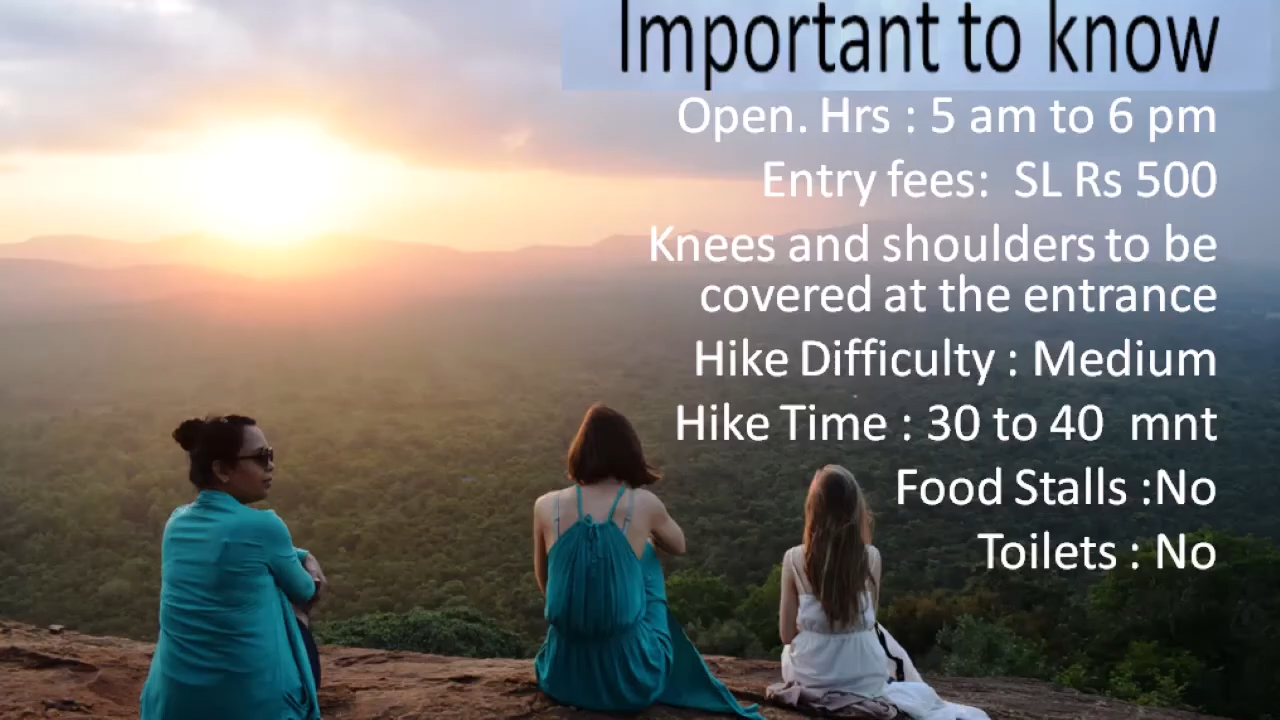 Important to know
Open. Hrs : 5 am to 6 pm
Entry fees: SL Rs 500
Knees and shoulders to be
covered at the entrance
Hike Difficulty : Medium
Hike Time : 30 to 40 mnt
Food Stalls :No
Toilets : No